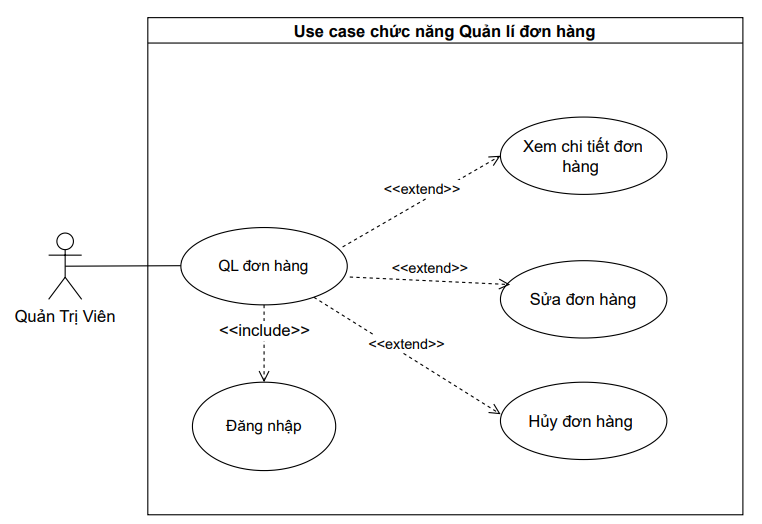 Use case chức năng Quản lí đơn hàng
Xem chi tiết đơn
hàng
<<extend>>
QL đơn hàng
<<extend>>
Sửa đơn hàng
Quản Trị Viên
<<include>>
<<extend>>
Đăng nhập
Hủy đơn hàng